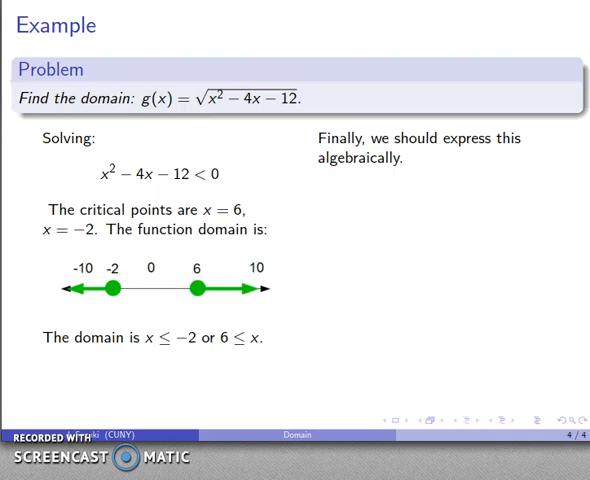 Example
Problem
Find the domain: g(x) = √x² − 4x − 12.
Solving:
x² − 4x − 12 < 0
The critical points are x = 6,
x = −2. The function domain is:
-10 -2 0 6 10
The domain is x ≤ −2 or 6 ≤ x.
Finally, we should express this
algebraically.
(CUNY) Domain 4 / 4
RECORDED WITH
SCREENCAST MATIC